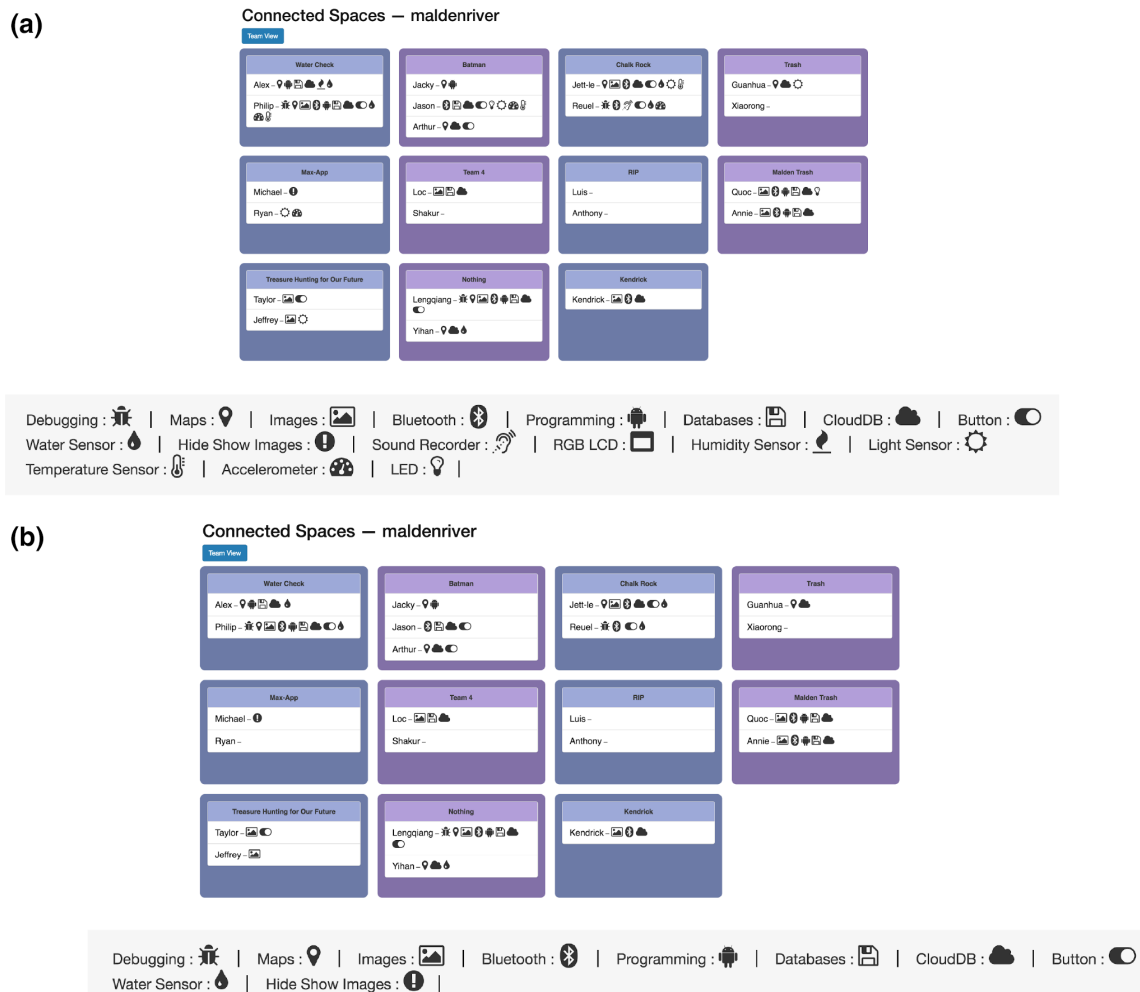 (a)
Connected Spaces — maldenriver
Team View
Water Check
Alex –
Philip –
Batman
Jacky –
Jason –
Arthur –
Chalk Rock
Jett-le –
Reuel –
Trash
Guanhua –
Xiaorong –
Max-App
Michael –
Ryan –
Team 4
Loc –
Shakur –
RIP
Luis –
Anthony –
Malden Trash
Quoc –
Annie –
Treasure Hunting for Our Future
Taylor –
Jeffrey –
Nothing
Lengqiang –
Yihan –
Kendrick
Kendrick –
Debugging : | Maps : | Images : | Bluetooth : | Programming : | Databases : | CloudDB : | Button :
Water Sensor : | Hide Show Images : | Sound Recorder : | RGB LCD : | Humidity Sensor : | Light Sensor :
Temperature Sensor : | Accelerometer : | LED : |
(b)
Connected Spaces — maldenriver
Team View
Water Check
Alex –
Philip –
Batman
Jacky –
Jason –
Arthur –
Chalk Rock
Jett-le –
Reuel –
Trash
Guanhua –
Xiaorong –
Max-App
Michael –
Ryan –
Team 4
Loc –
Shakur –
RIP
Luis –
Anthony –
Malden Trash
Quoc –
Annie –
Treasure Hunting for Our Future
Taylor –
Jeffrey –
Nothing
Lengqiang –
Yihan –
Kendrick
Kendrick –
Debugging : | Maps : | Images : | Bluetooth : | Programming : | Databases : | CloudDB : | Button :
Water Sensor : | Hide Show Images : |